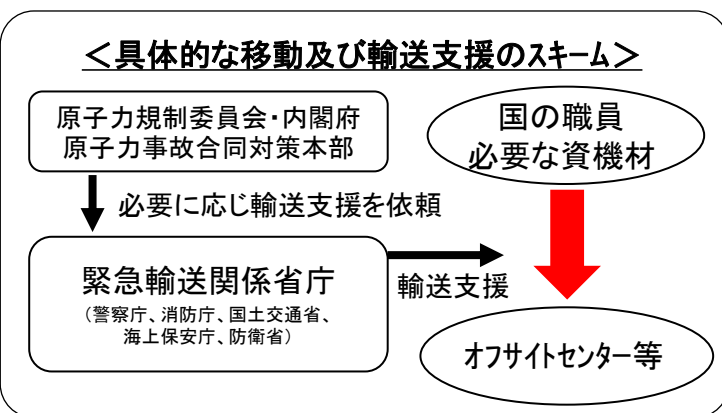 ＜具体的な移動及び輸送支援のスキーム＞
原子力規制委員会・内閣府
原子力事故合同対策本部
必要に応じ輸送支援を依頼
緊急輸送関係省庁
（警察庁、消防庁、国土交通省、
海上保安庁、防衛省）
輸送支援
国の職員
必要な資機材
オフサイトセンター等